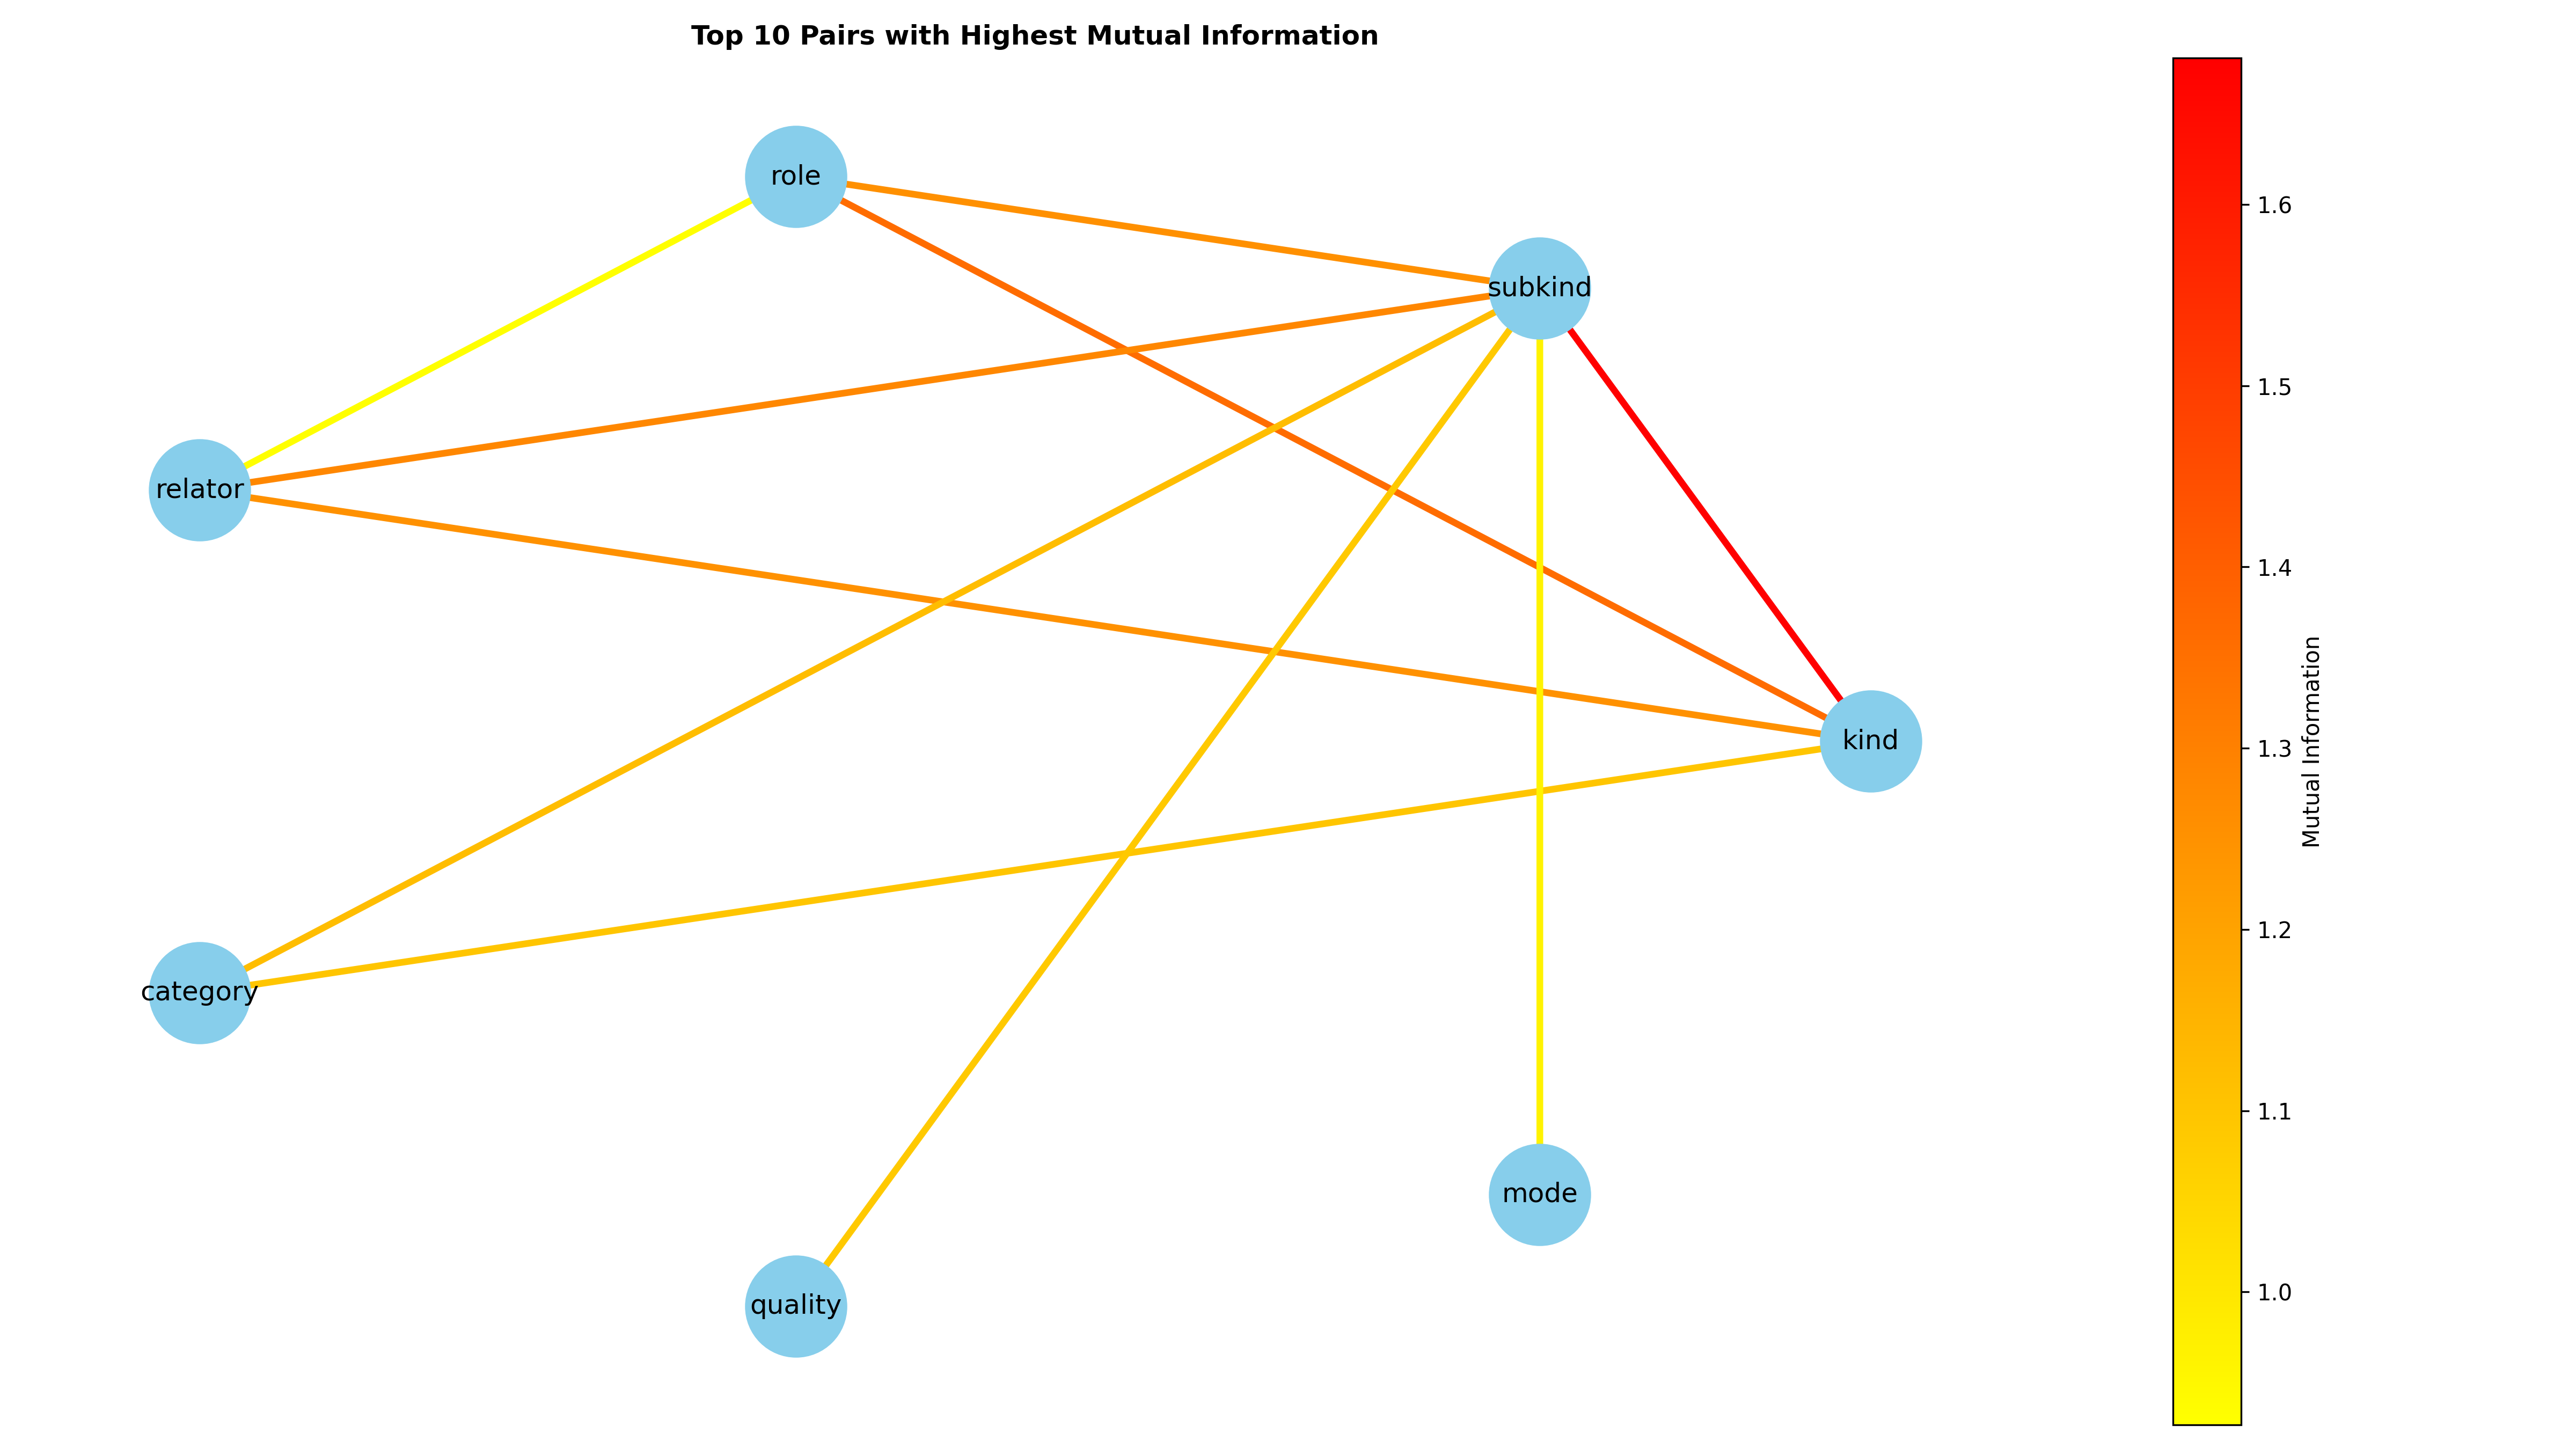 Top 10 Pairs with Highest Mutual Information
role
subkind
relator
kind
category
mode
quality
1.6
1.5
1.4
1.3
1.2
1.1
1.0
Mutual Information